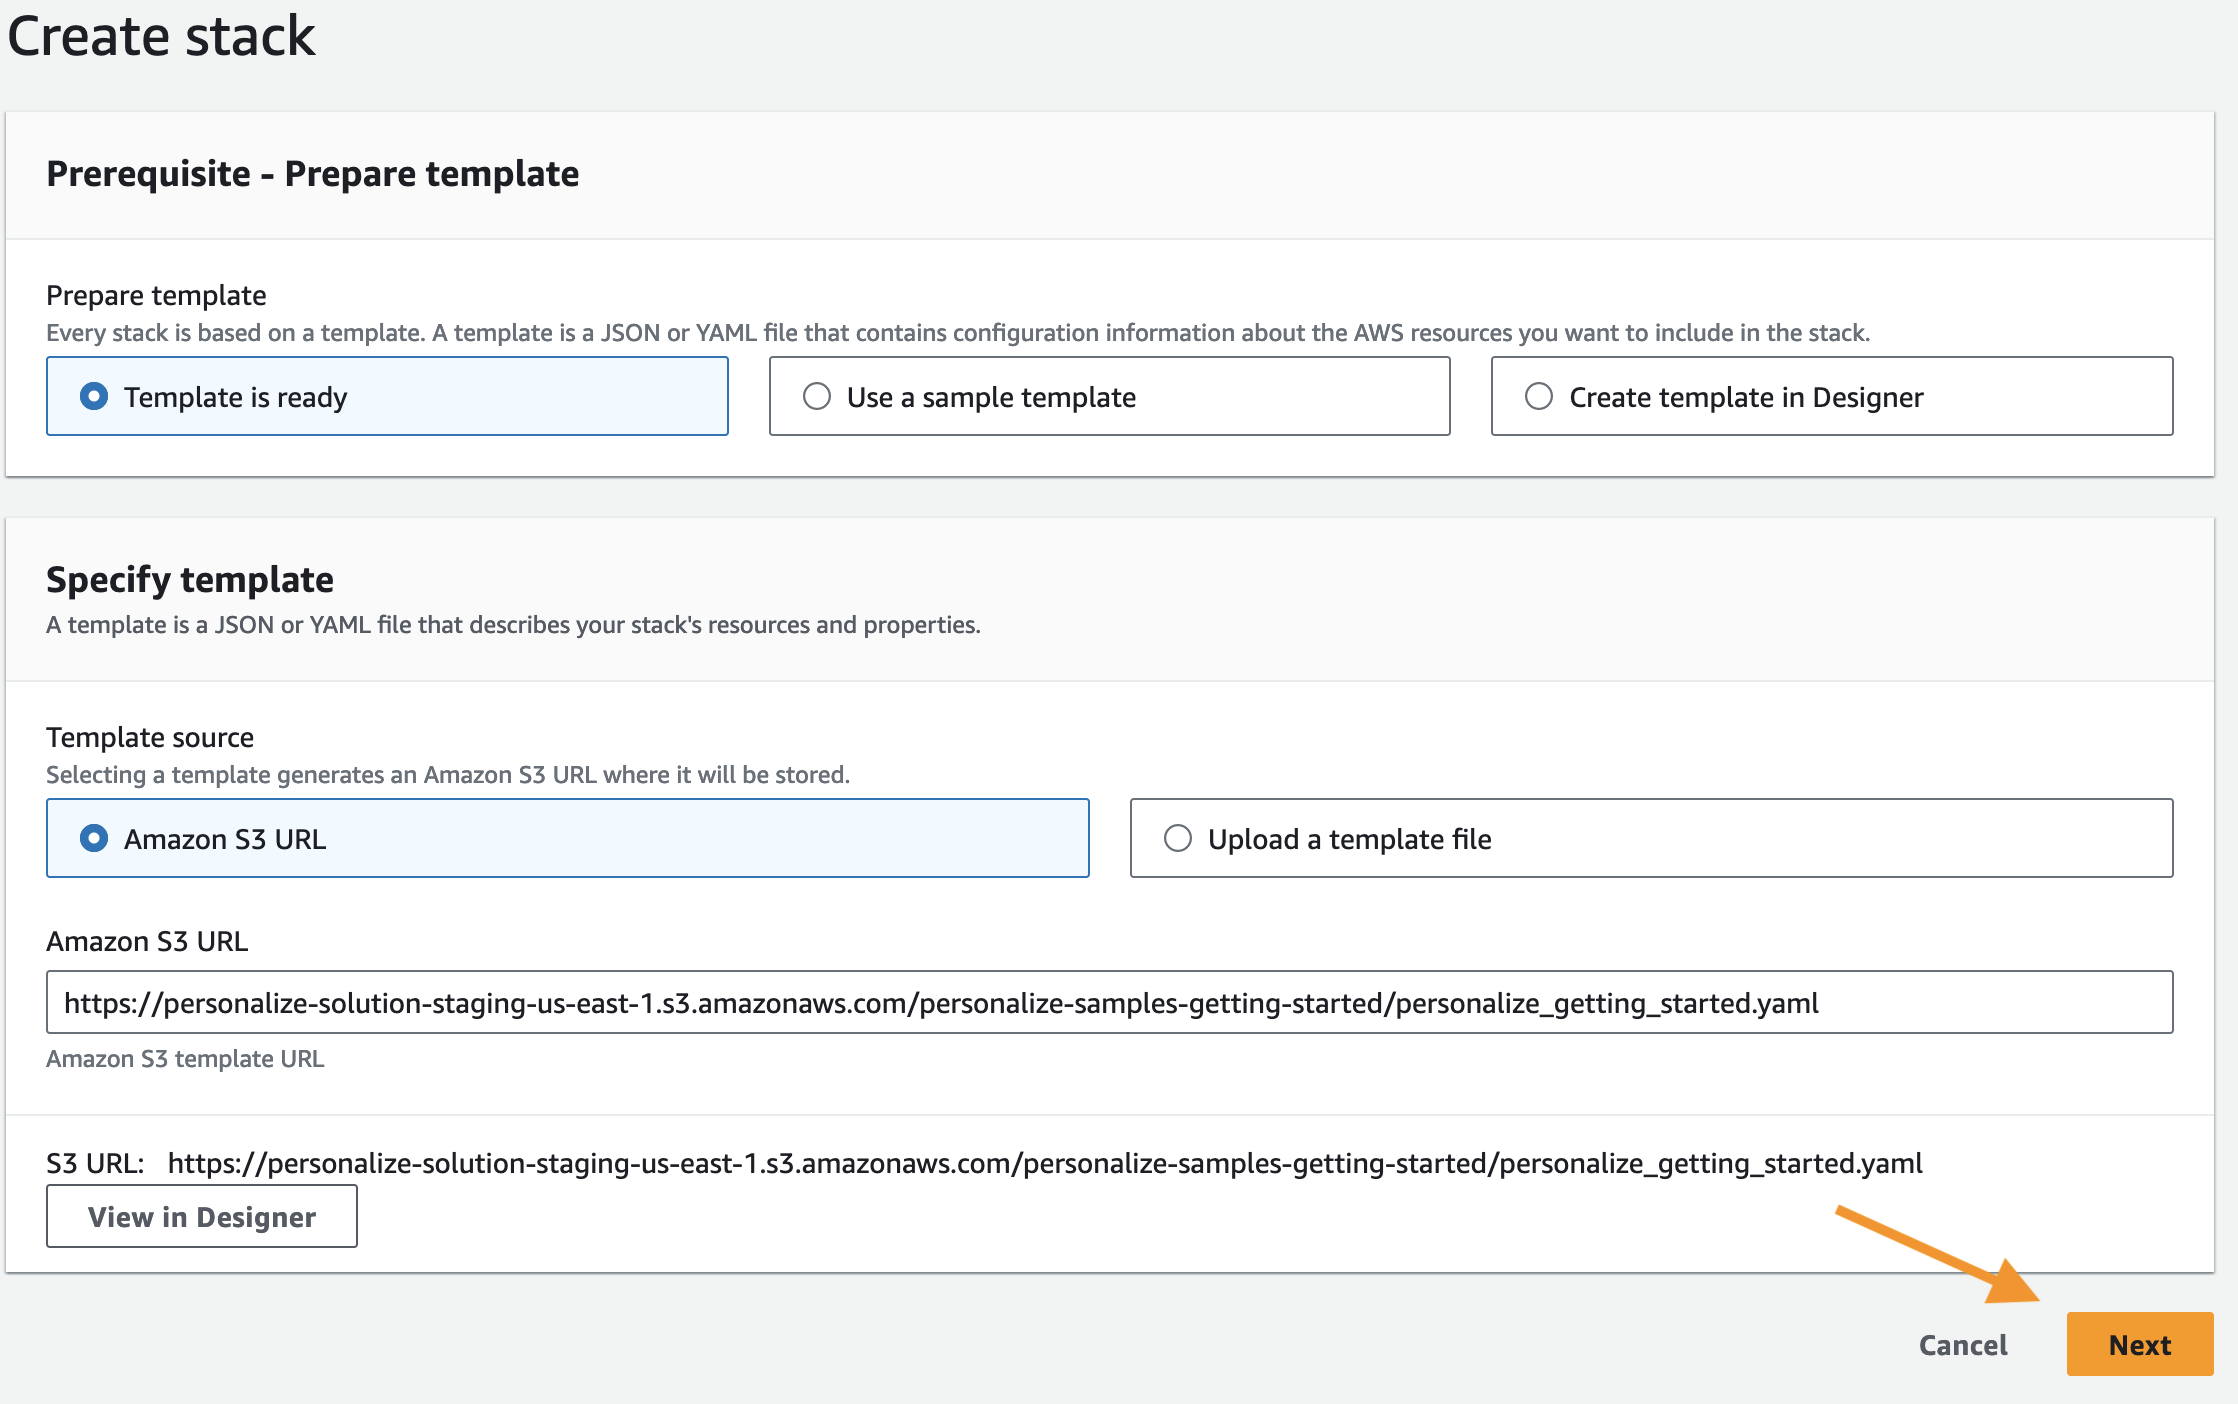 Create stack
Prerequisite - Prepare template
Prepare template
Every stack is based on a template. A template is a JSON or YAML file that contains configuration information about the AWS resources you want to include in the stack.
Template is ready
Use a sample template
Create template in Designer
Specify template
A template is a JSON or YAML file that describes your stack's resources and properties.
Template source
Selecting a template generates an Amazon S3 URL where it will be stored.
Amazon S3 URL
Upload a template file
Amazon S3 URL
https://personalize-solution-staging-us-east-1.s3.amazonaws.com/personalize-samples-getting-started/personalize_getting_started.yaml
Amazon S3 template URL
S3 URL: https://personalize-solution-staging-us-east-1.s3.amazonaws.com/personalize-samples-getting-started/personalize_getting_started.yaml
View in Designer
Cancel
Next